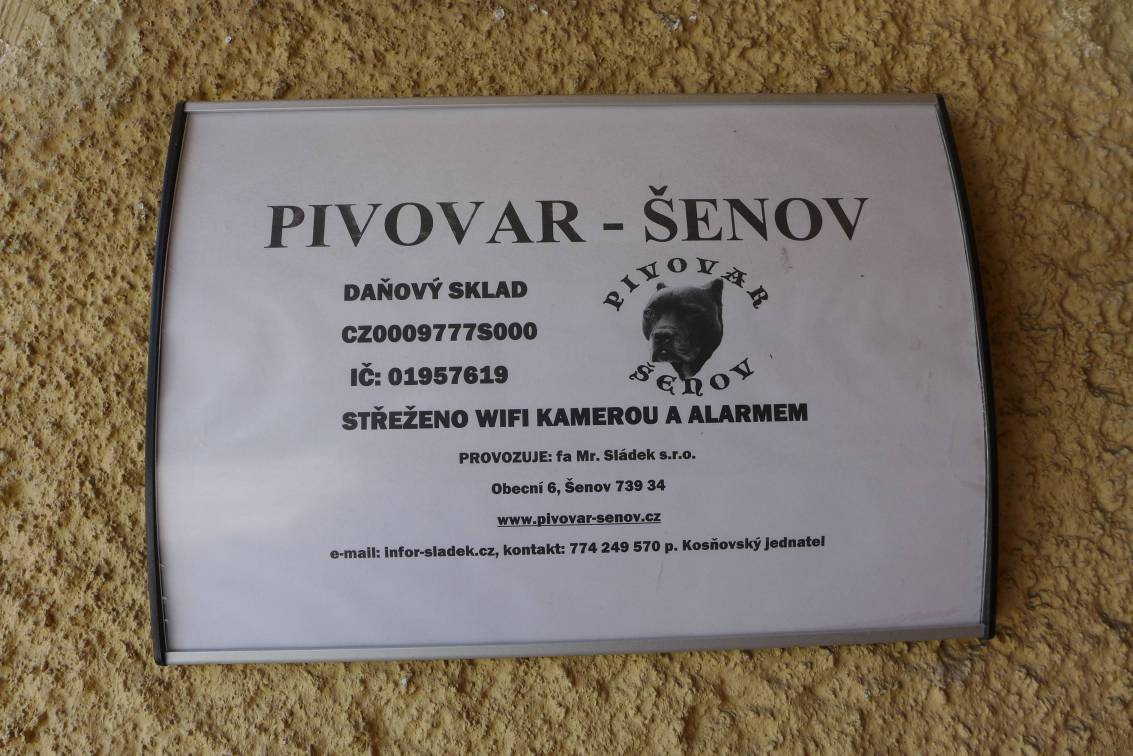 PIVOVAR - ŠENOV
DAŇOVÝ SKLAD
CZ0009777S000
IČ: 01957619
PIVOVAR
ŠENOV
STŘEŽENO WIFI KAMEROU A ALARMEM
PROVOZUJE: fa Mr. Sládek s.r.o.
Obecní 6, Šenov 739 34
www.pivovar-senov.cz
e-mail: infor-sladek.cz, kontakt: 774 249 570 p. Kosňovský jednatel